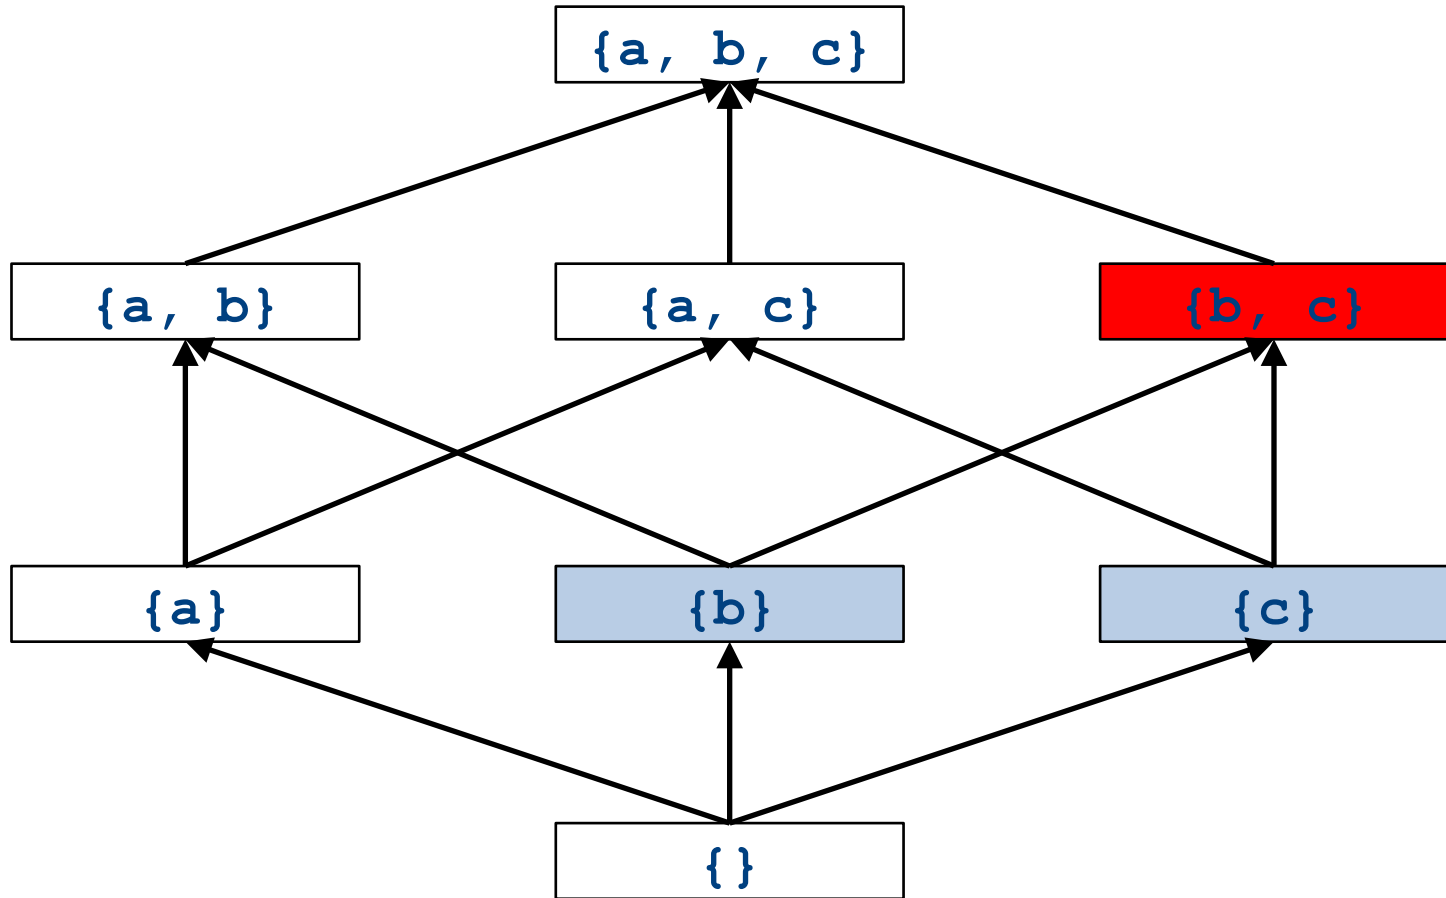 {a, b, c}
{a, b}
{a, c}
{b, c}
{a}
{b}
{c}
{}